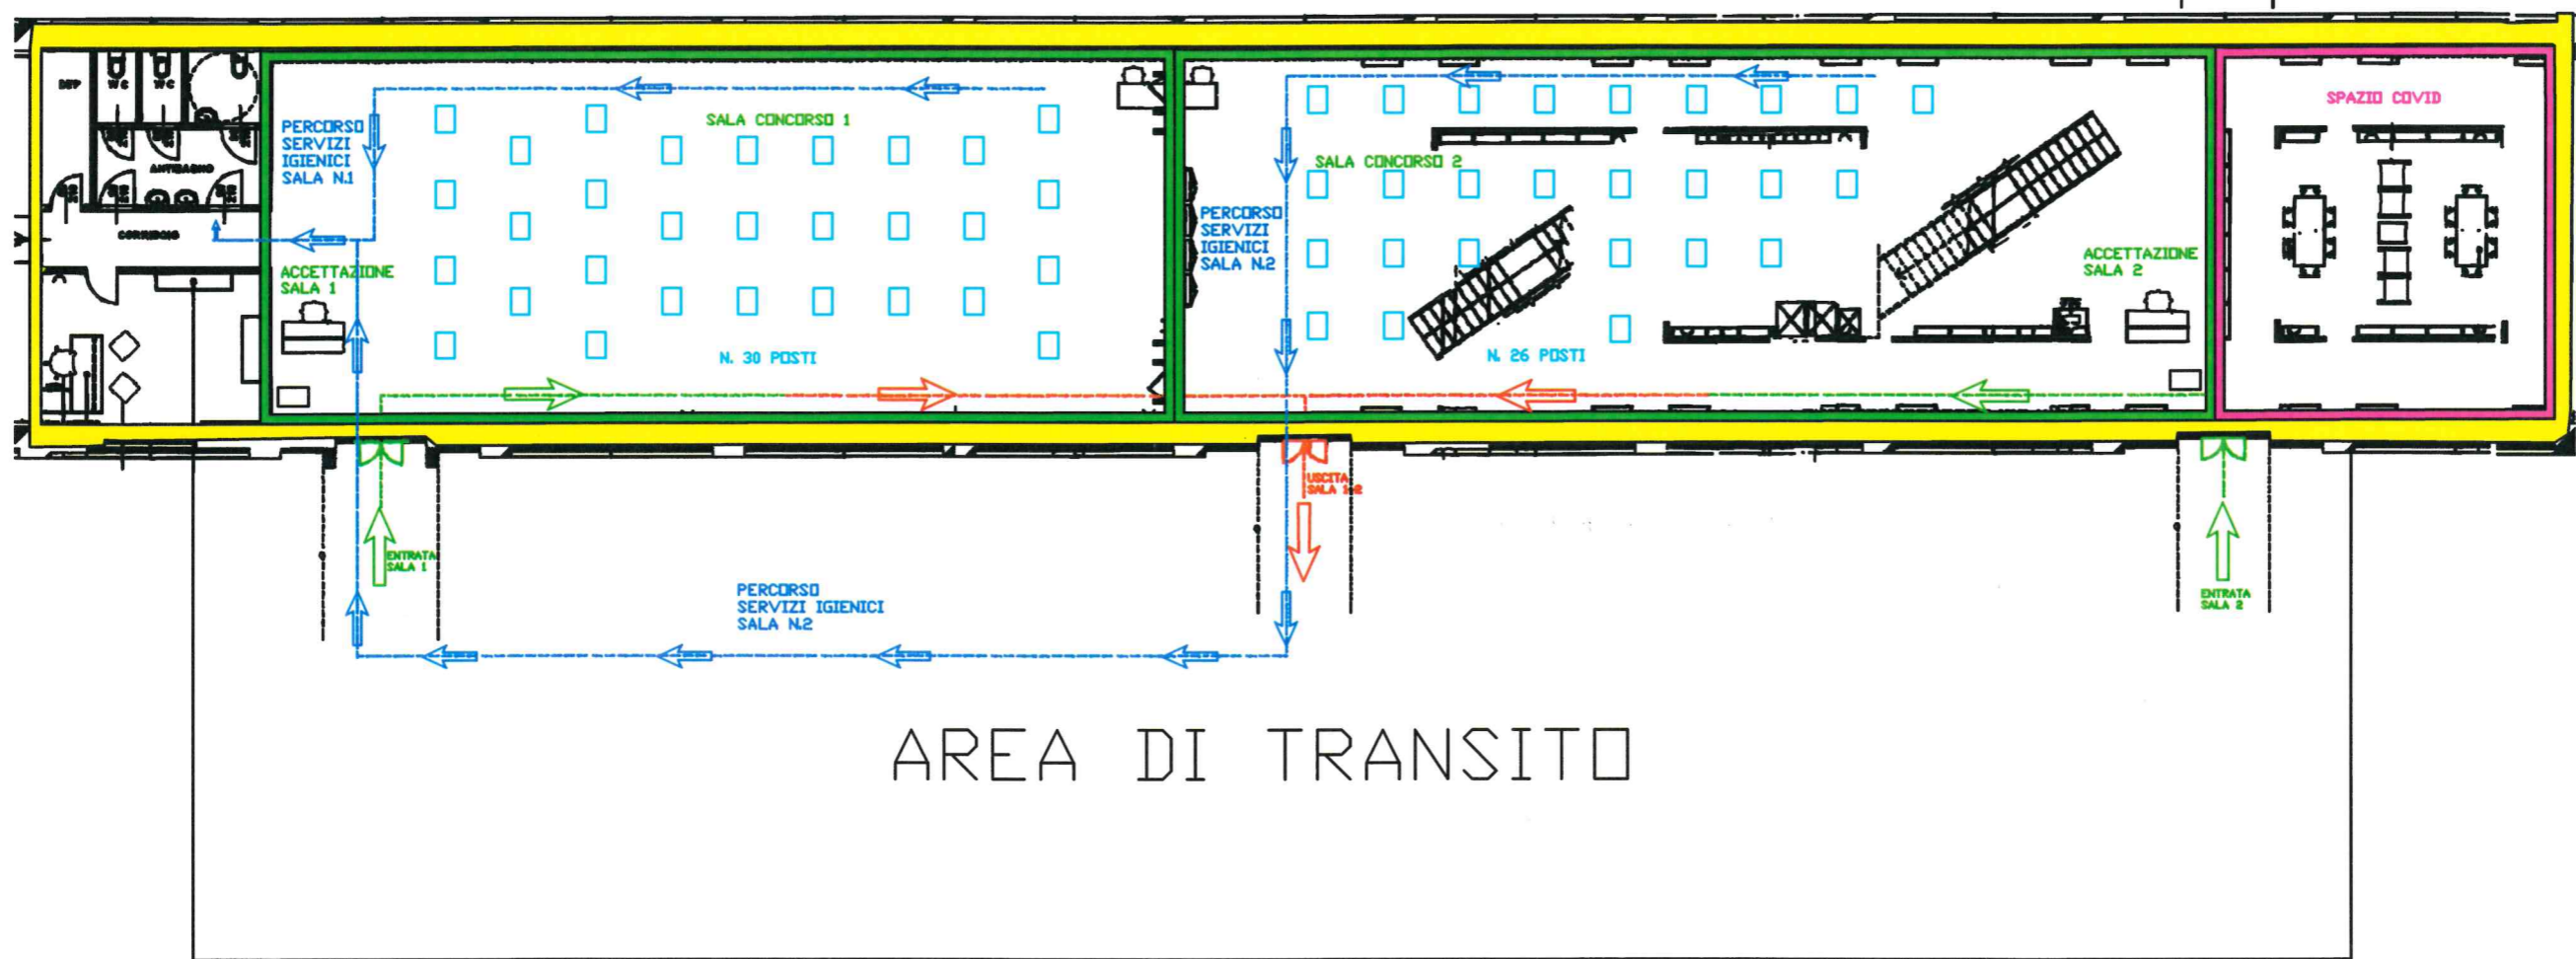 DEP
WC
WC
ANTIBAGNO
CORRIDOIO
PERCORSO
SERVIZI
IGIENICI
SALA N.1
SALA CONCORSO 1
ACCETTAZIONE
SALA 1
N. 30 POSTI
SALA CONCORSO 2
PERCORSO
SERVIZI
IGIENICI
SALA N.2
N. 26 POSTI
ACCETTAZIONE
SALA 2
SPAZIO COVID
ENTRATA
SALA 1
USCITA
SALA 1-2
ENTRATA
SALA 2
PERCORSO
SERVIZI IGIENICI
SALA N.2
AREA DI TRANSITO